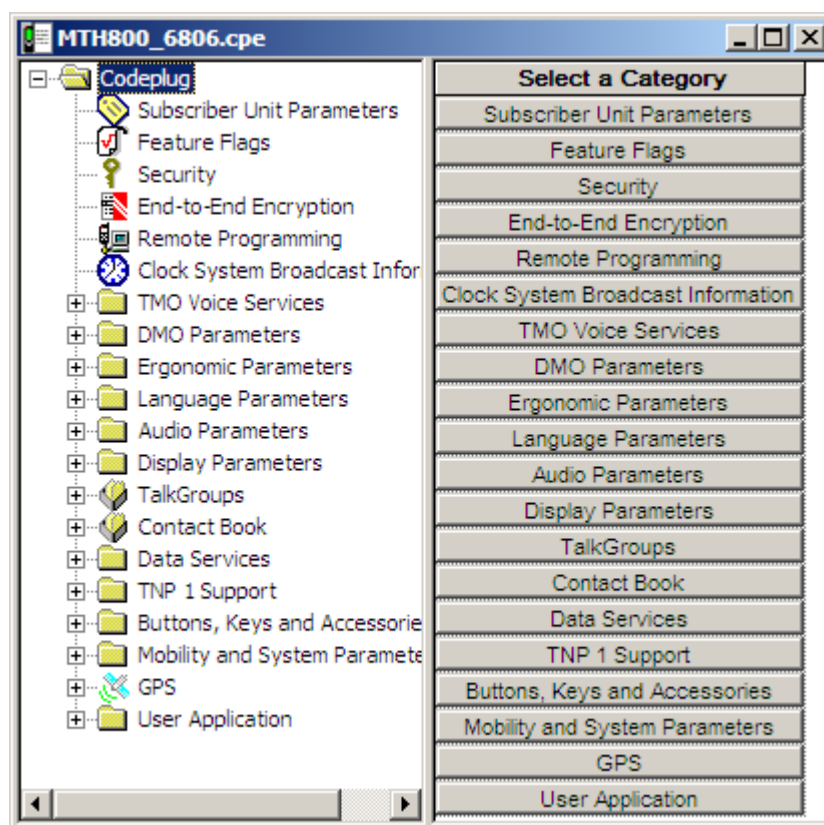 MTH800_6806.cpe
Codeplug
Subscriber Unit Parameters
Feature Flags
Security
End-to-End Encryption
Remote Programming
Clock System Broadcast Infor
TMO Voice Services
DMO Parameters
Ergonomic Parameters
Language Parameters
Audio Parameters
Display Parameters
TalkGroups
Contact Book
Data Services
TNP 1 Support
Buttons, Keys and Accessorie
Mobility and System Paramete
GPS
User Application
Select a Category
Subscriber Unit Parameters
Feature Flags
Security
End-to-End Encryption
Remote Programming
Clock System Broadcast Information
TMO Voice Services
DMO Parameters
Ergonomic Parameters
Language Parameters
Audio Parameters
Display Parameters
TalkGroups
Contact Book
Data Services
TNP 1 Support
Buttons, Keys and Accessories
Mobility and System Parameters
GPS
User Application